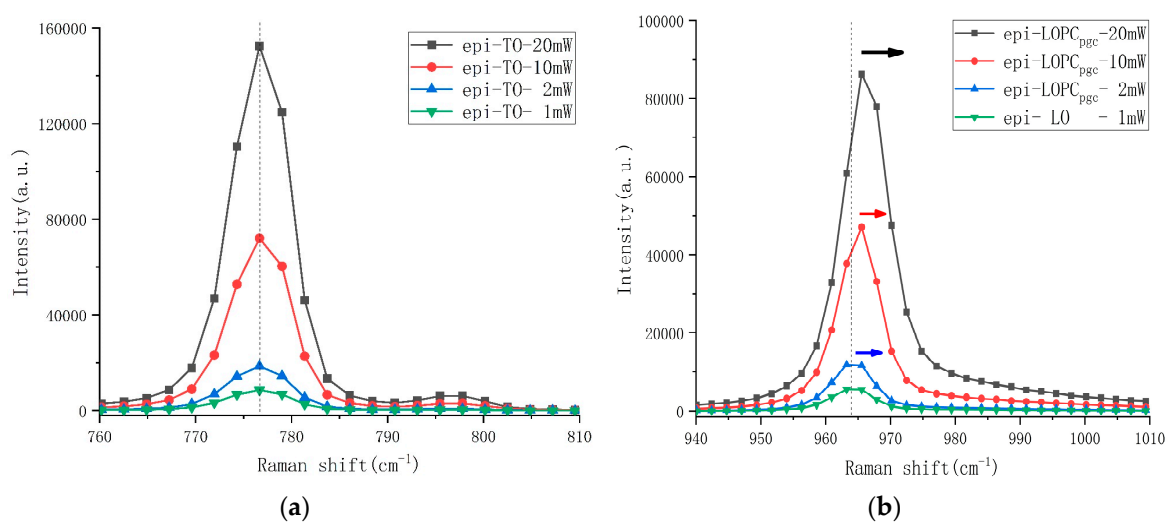 (a)
160000
120000
80000
40000
0
760
770
780
790
800
810
Intensity(a.u.)
Raman shift(cm⁻¹)
epi-TO-20mW
epi-TO-10mW
epi-TO- 2mW
epi-TO- 1mW
(a)
(b)
100000
80000
60000
40000
20000
0
940
950
960
970
980
990
1000
1010
Intensity(a.u.)
Raman shift(cm⁻¹)
epi-LOPCpgc-20mW
epi-LOPCpgc-10mW
epi-LOPCpgc- 2mW
epi- LO - 1mW
(b)